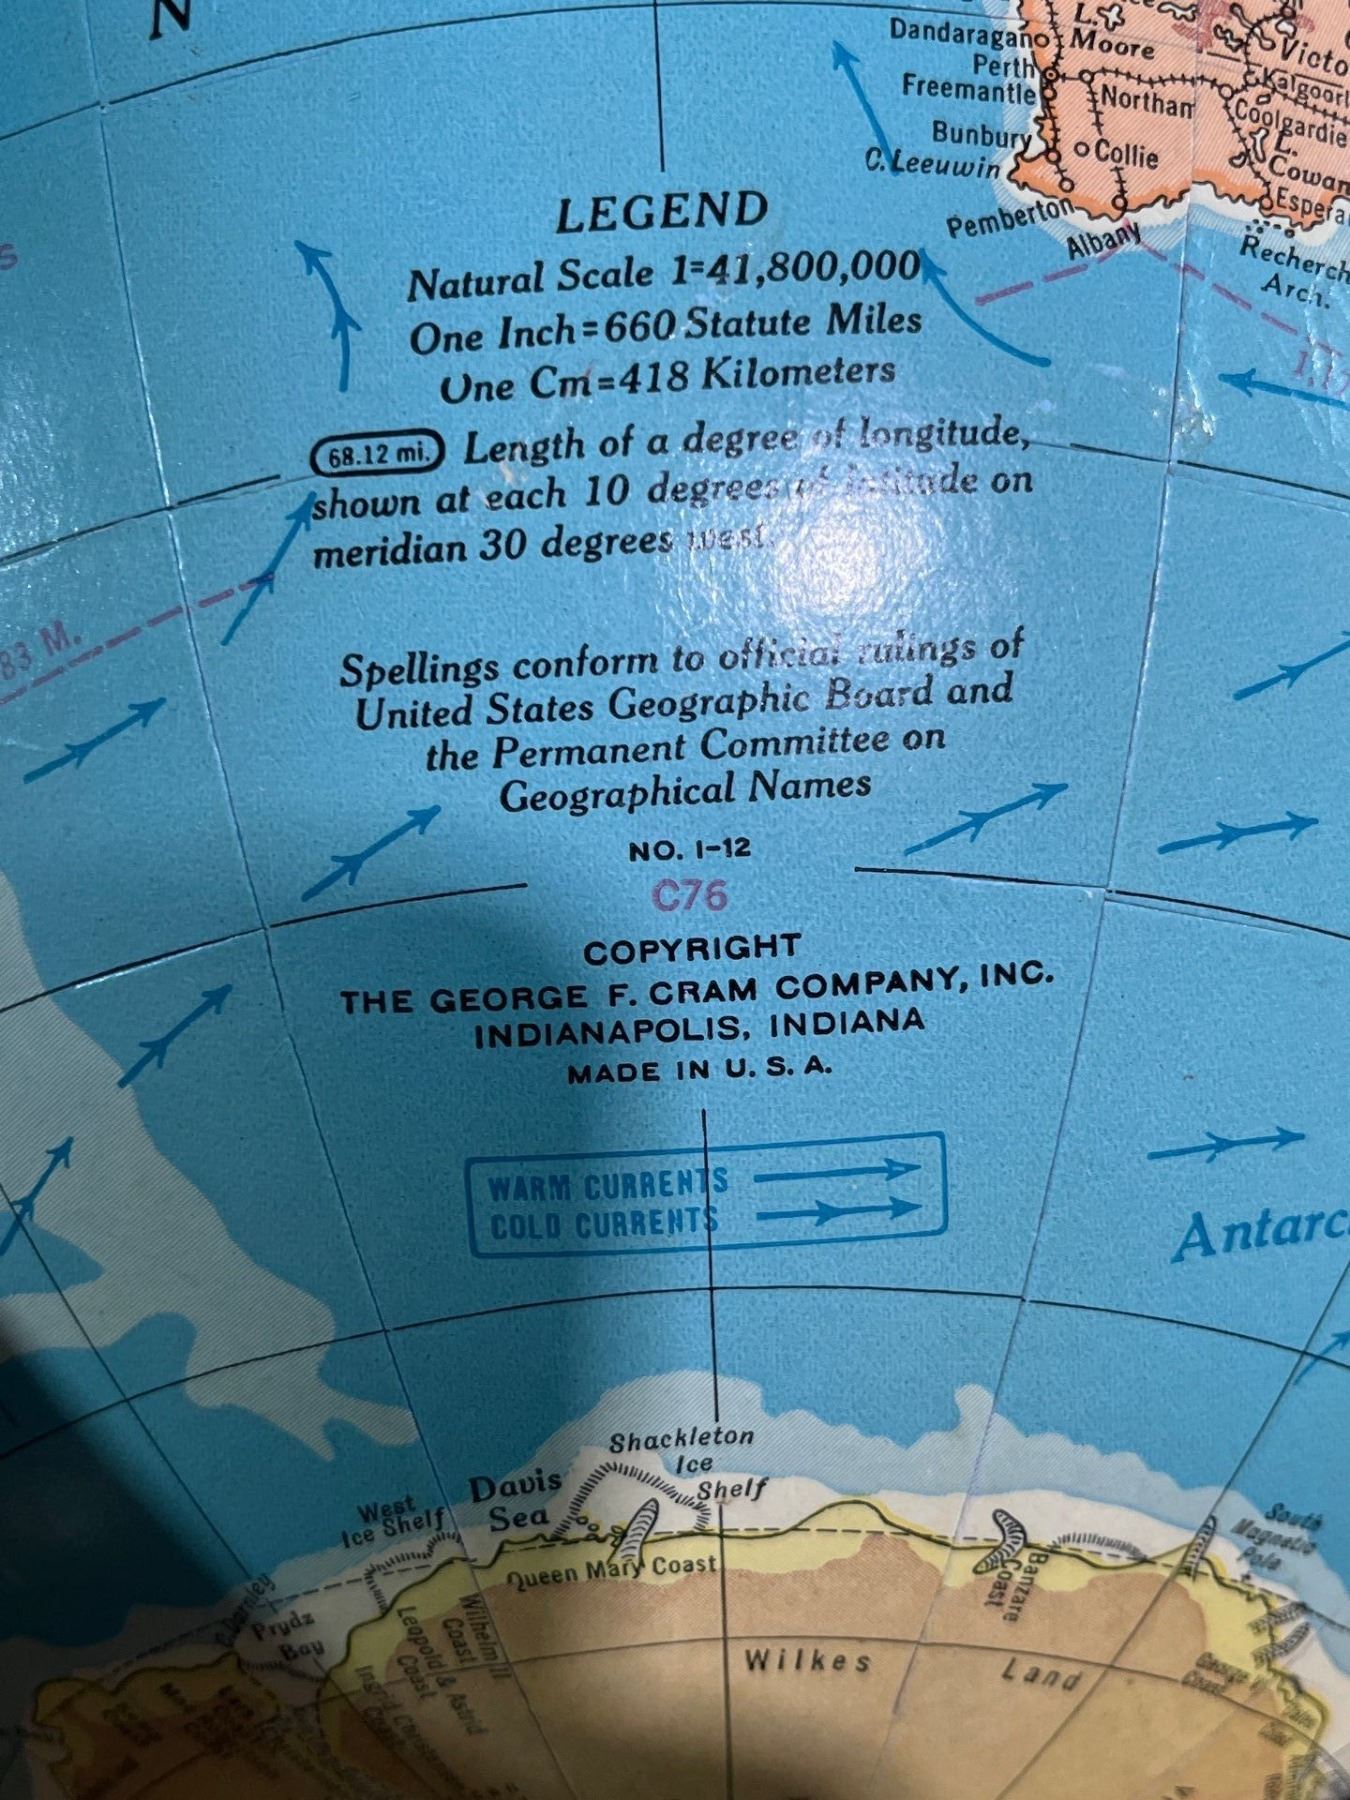 N
Dandaragano
L.
Moore
Perth
Victo
Freemantle
Northam
Kalgoorl
Coolgardie
Bunbury
Collie
L.
Cowan
C. Leeuwin
Espera
Pemberton
Albany
Recherch
Arch.
LEGEND
Natural Scale 1=41,800,000
One Inch=660 Statute Miles
One Cm=418 Kilometers
68.12 mi. Length of a degree of longitude,
shown at each 10 degrees of latitude on
meridian 30 degrees west.
83 M.
Spellings conform to official rulings of
United States Geographic Board and
the Permanent Committee on
Geographical Names
NO. I-12
C76
COPYRIGHT
THE GEORGE F. CRAM COMPANY, INC.
INDIANAPOLIS, INDIANA
MADE IN U. S. A.
WARM CURRENTS
COLD CURRENTS
Antarc
Shackleton
Ice
Shelf
Davis
Sea
West
Ice Shelf
Queen Mary Coast
South
Magnetic
Pole
Banzare
Coast
Prydz
Bay
Wilhelm II
Coast
Leopold & Astrid
Coast
Wilkes Land